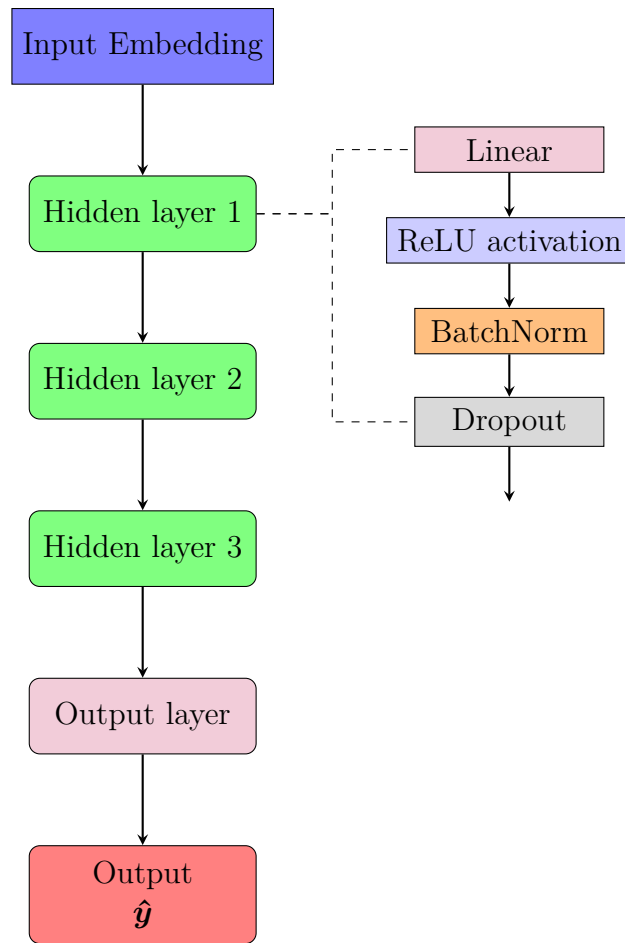 Input Embedding
Hidden layer 1
Hidden layer 2
Hidden layer 3
Output layer
Output
ŷ
Linear
ReLU activation
BatchNorm
Dropout